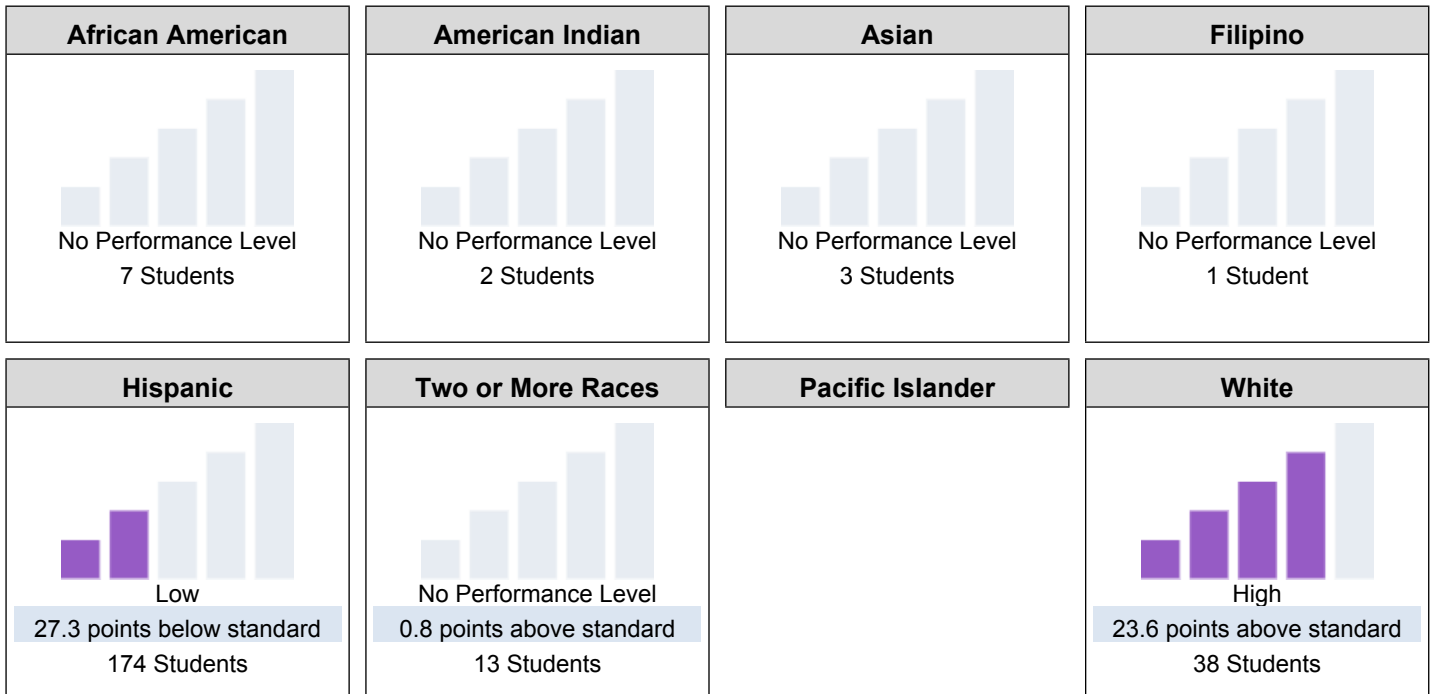 African American
No Performance Level
7 Students
American Indian
No Performance Level
2 Students
Asian
No Performance Level
3 Students
Filipino
No Performance Level
1 Student
Hispanic
Low
27.3 points below standard
174 Students
Two or More Races
No Performance Level
0.8 points above standard
13 Students
Pacific Islander
White
High
23.6 points above standard
38 Students